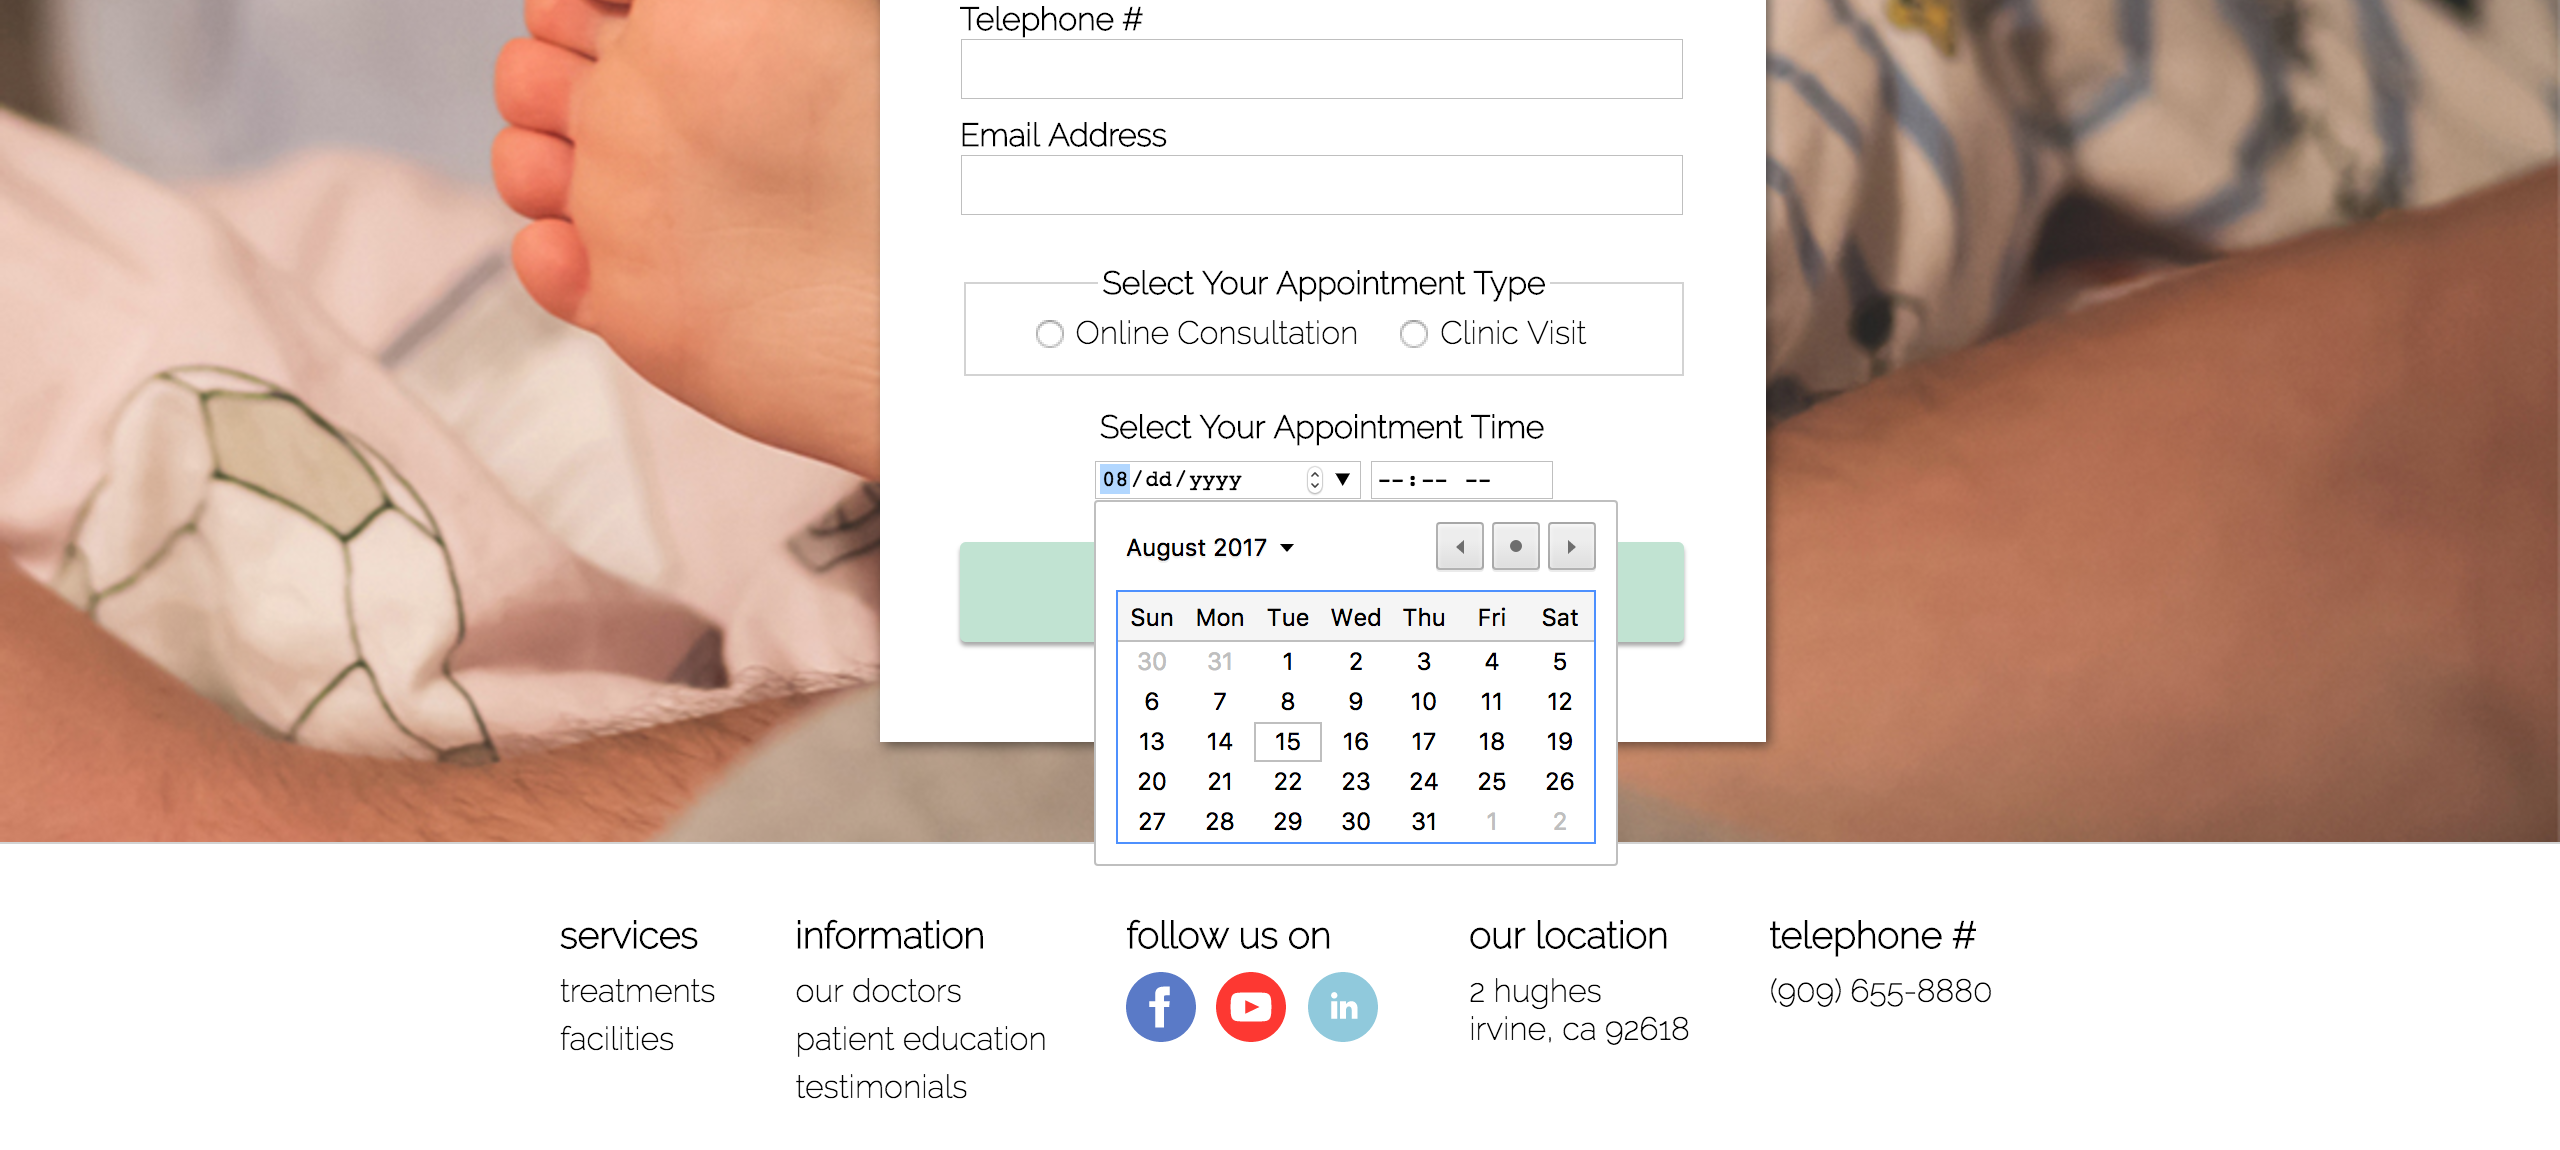 Telephone #
Email Address
Select Your Appointment Type
Online Consultation Clinic Visit
Select Your Appointment Time
08/dd/yyyy --:-- --
August 2017
Sun Mon Tue Wed Thu Fri Sat
30 31 1 2 3 4 5
6 7 8 9 10 11 12
13 14 15 16 17 18 19
20 21 22 23 24 25 26
27 28 29 30 31 1 2
services
treatments
facilities
information
our doctors
patient education
testimonials
follow us on
f
in
our location
2 hughes
irvine, ca 92618
telephone #
(909) 655-8880